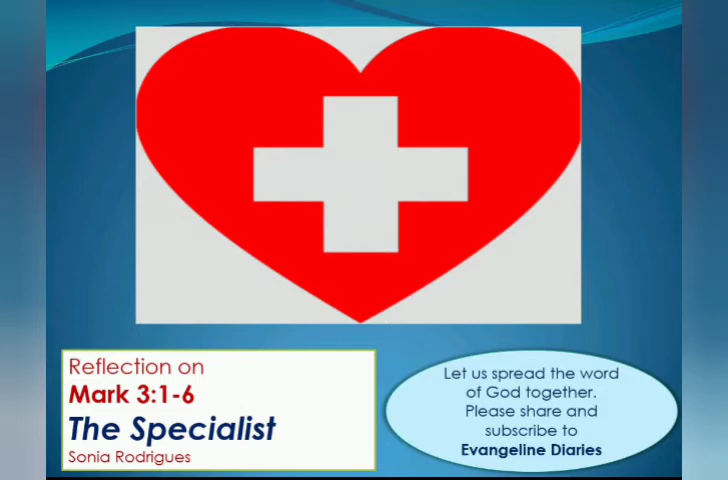 Reflection on
Mark 3:1-6
The Specialist
Sonia Rodrigues
Let us spread the word
of God together.
Please share and
subscribe to
Evangeline Diaries